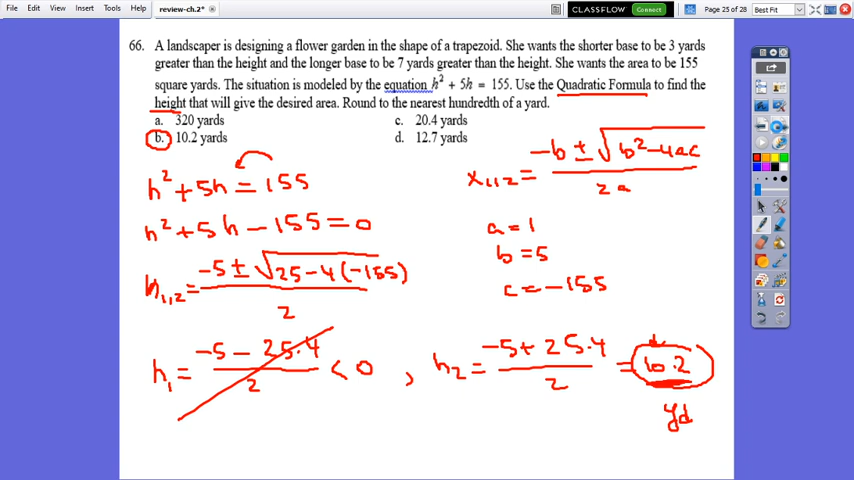 File Edit View Insert Tools Help review-ch.2* CLASSFLOW Connect Page 25 of 28 Best Fit
66. A landscaper is designing a flower garden in the shape of a trapezoid. She wants the shorter base to be 3 yards
greater than the height and the longer base to be 7 yards greater than the height. She wants the area to be 155
square yards. The situation is modeled by the equation h² + 5h = 155. Use the Quadratic Formula to find the
height that will give the desired area. Round to the nearest hundredth of a yard.
a. 320 yards c. 20.4 yards
b. 10.2 yards d. 12.7 yards
h² + 5h = 155
x1,2 = (-b ± √(b² - 4ac)) / 2a
h² + 5h - 155 = 0
a = 1
b = 5
c = -155
h1,2 = (-5 ± √(25 - 4(-155))) / 2
h1 = (-5 - 25.4) / 2 < 0 , h2 = (-5 + 25.4) / 2 = 10.2
yd